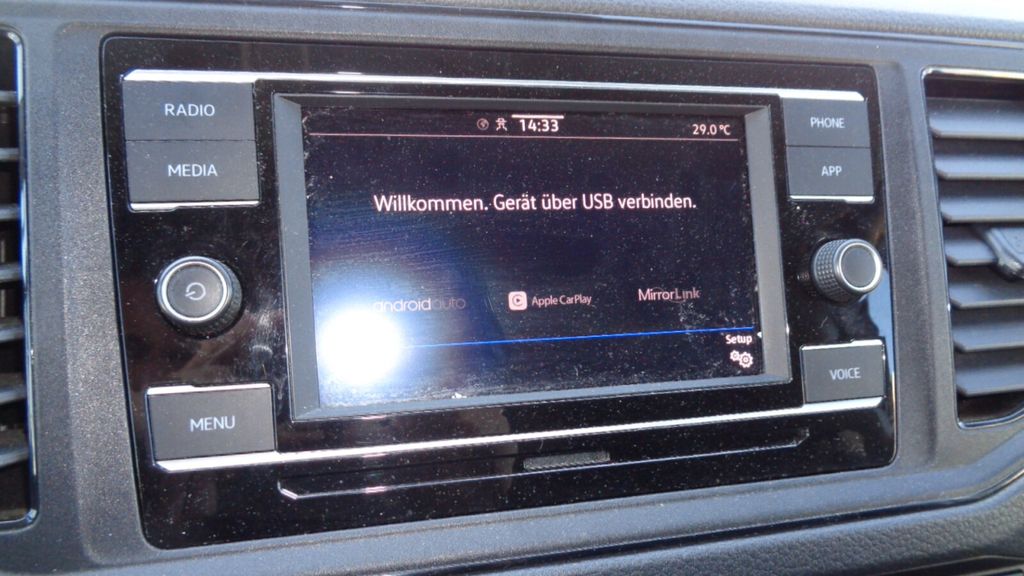 RADIO
MEDIA
MENU
14:33
29.0 °C
Willkommen. Gerät über USB verbinden.
androidauto
Apple CarPlay
MirrorLink
Setup
PHONE
APP
VOICE